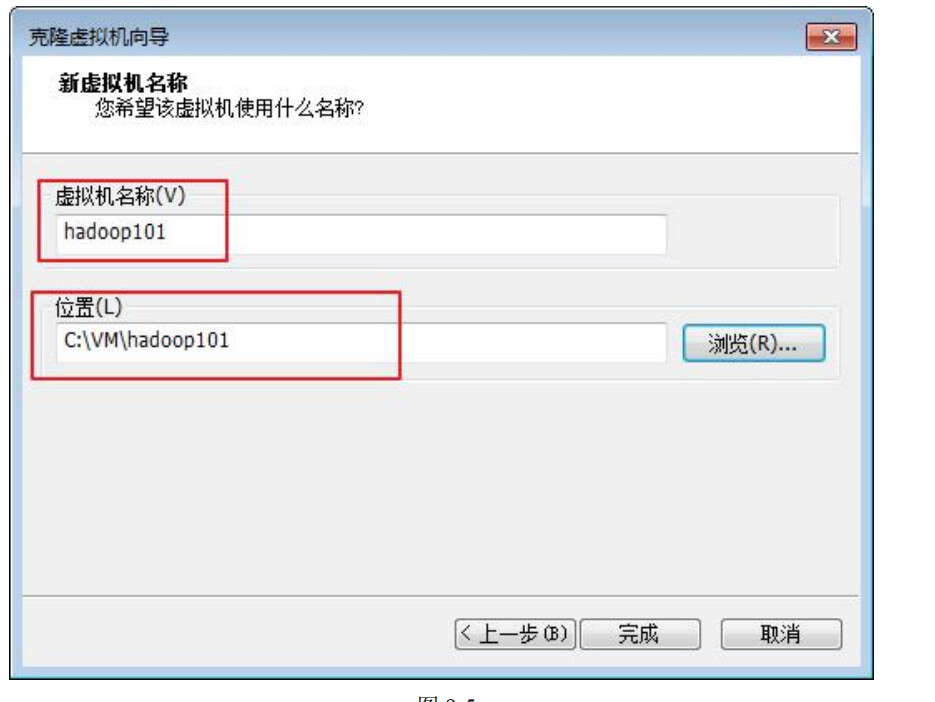 克隆虚拟机向导
新虚拟机名称
您希望该虚拟机使用什么名称?
虚拟机名称(V)
hadoop101
位置(L)
C:\VM\hadoop101
浏览(R)...
< 上一步(B)
完成
取消